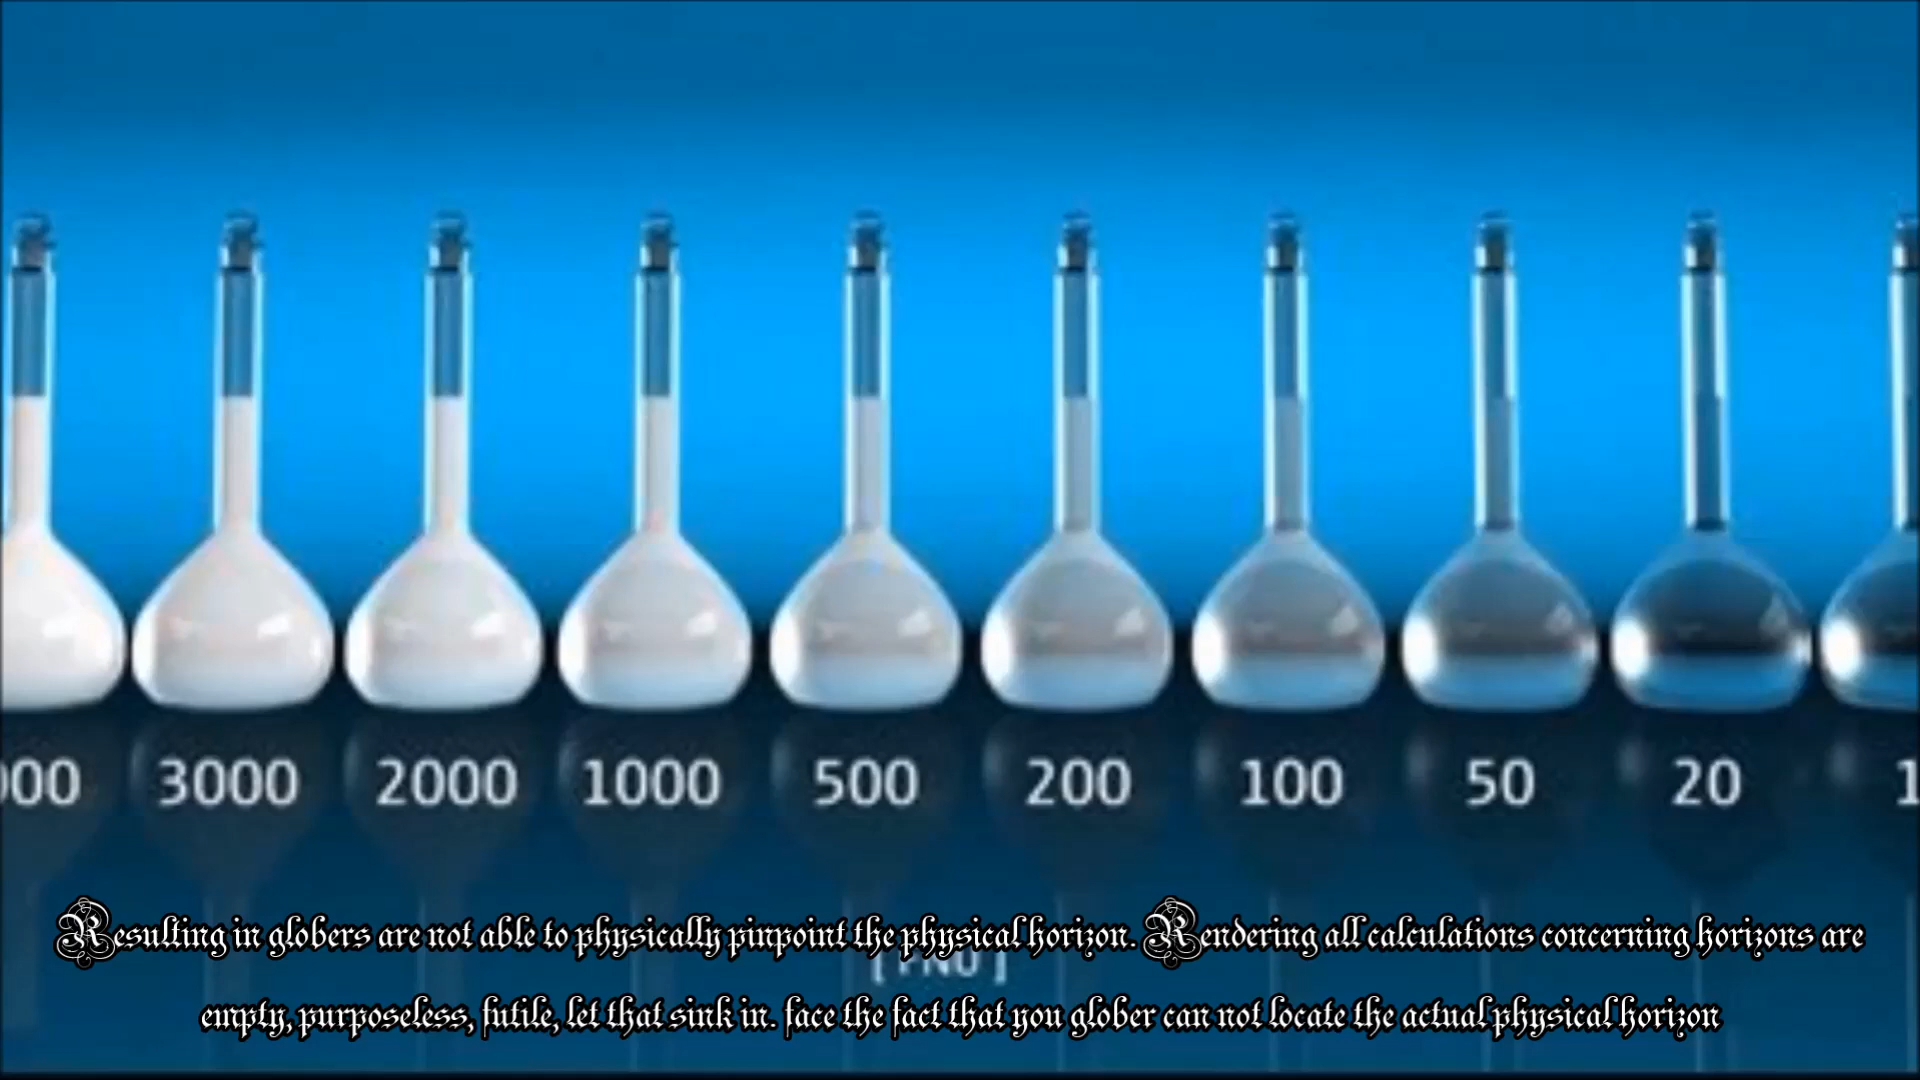 000 3000 2000 1000 500 200 100 50 20 1
[FNU]
Resulting in globers are not able to physically pinpoint the physical horizon. Rendering all calculations concerning horizons are
empty, purposeless, futile, let that sink in. face the fact that you glober can not locate the actual physical horizon